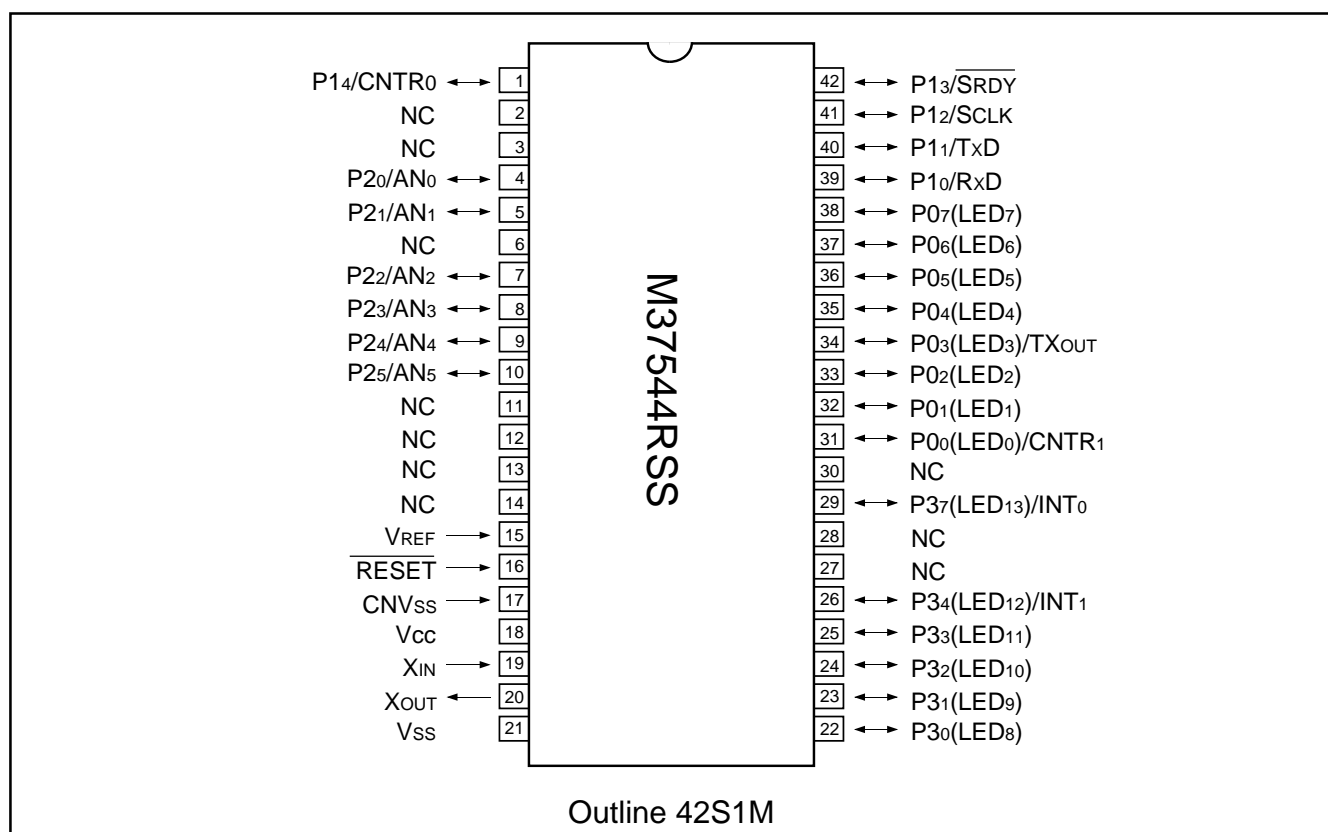 P14/CNTR0 1
NC 2
NC 3
P20/AN0 4
P21/AN1 5
NC 6
P22/AN2 7
P23/AN3 8
P24/AN4 9
P25/AN5 10
NC 11
NC 12
NC 13
NC 14
VREF 15
RESET 16
CNVSS 17
VCC 18
XIN 19
XOUT 20
VSS 21
M37544RSS
42 P13/SRDY
41 P12/SCLK
40 P11/TXD
39 P10/RXD
38 P07(LED7)
37 P06(LED6)
36 P05(LED5)
35 P04(LED4)
34 P03(LED3)/TXOUT
33 P02(LED2)
32 P01(LED1)
31 P00(LED0)/CNTR1
30 NC
29 P37(LED13)/INT0
28 NC
27 NC
26 P34(LED12)/INT1
25 P33(LED11)
24 P32(LED10)
23 P31(LED9)
22 P30(LED8)
Outline 42S1M